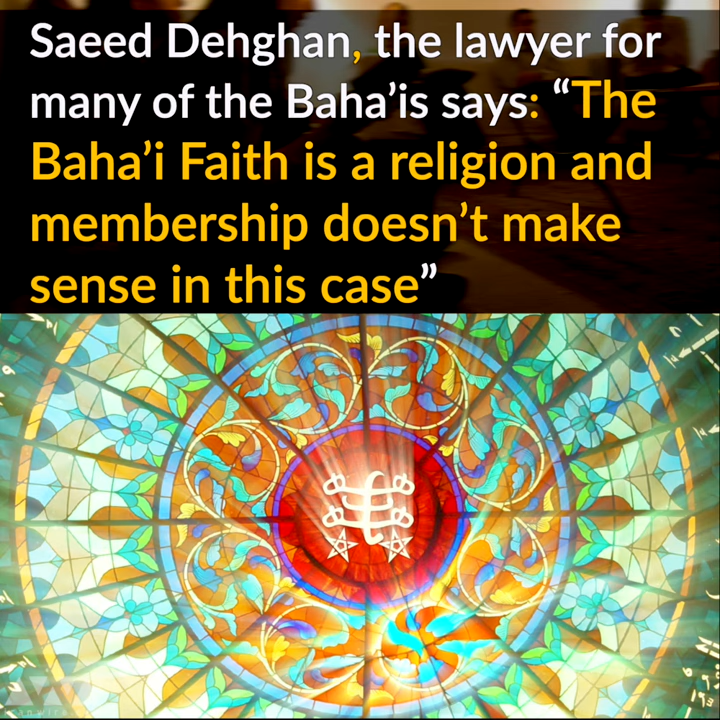 Saeed Dehghan, the lawyer for
many of the Baha’is says: “The
Baha’i Faith is a religion and
membership doesn’t make
sense in this case”